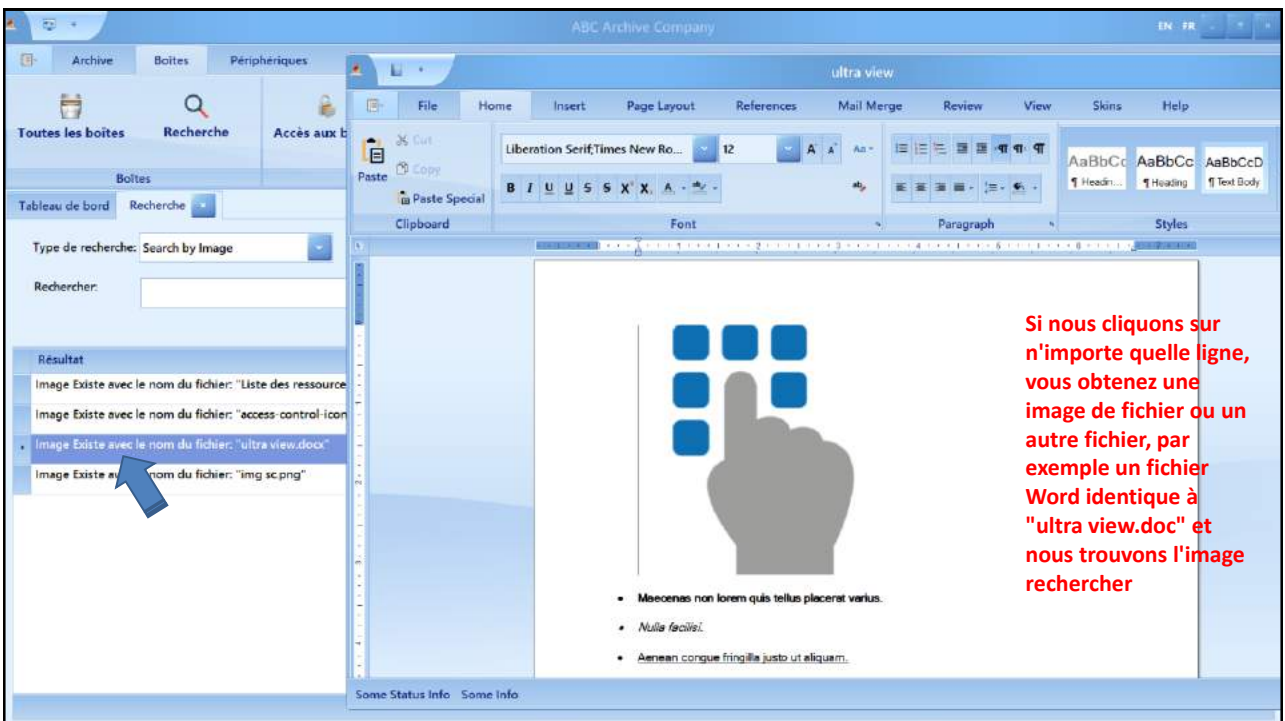 ABC Archive Company
EN FR
Archive Boîtes Périphériques
Toutes les boîtes Recherche Accès aux b
Boîtes
Tableau de bord Recherche
Type de recherche: Search by Image
Rechercher:
Résultat
Image Existe avec le nom du fichier: "Liste des ressource
Image Existe avec le nom du fichier: "access-control-icon
Image Existe avec le nom du fichier: "ultra view.docx"
Image Existe nom du fichier: "img sc.png"
ultra view
File Home Insert Page Layout References Mail Merge Review View Skins Help
Paste
Cut
Copy
Paste Special
Clipboard
Liberation Serif;Times New Ro... 12
Font
Paragraph
AaBbCc AaBbCc AaBbCcD
¶ Headin... ¶ Heading ¶ Text Body
Styles
Si nous cliquons sur
n'importe quelle ligne,
vous obtenez une
image de fichier ou un
autre fichier, par
exemple un fichier
Word identique à
"ultra view.doc" et
nous trouvons l'image
rechercher
• Maecenas non lorem quis tellus placerat varius.
• Nulla facilisi.
• Aenean congue fringilla justo ut aliquam.
Some Status Info Some Info